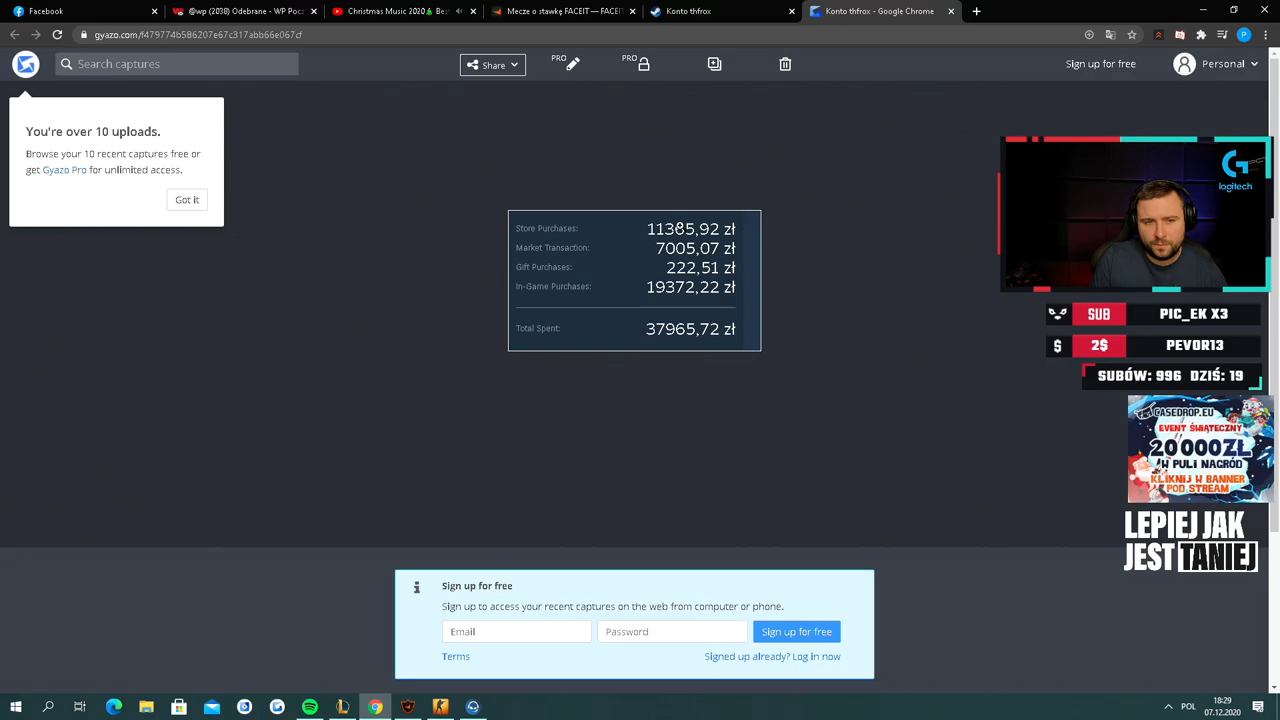 Facebook
@wp (2038) Odebrane - WP Pocz
Christmas Music 2020 Best
Mecze o stawkę FACEIT — FACEIT
Konto thfrox
Konto thfrox - Google Chrome
gyazo.com/f479774b586207e67c317abb66e067cf
P
Search captures
Share
PRO
PRO
Sign up for free
Personal
You're over 10 uploads.
Browse your 10 recent captures free or
get Gyazo Pro for unlimited access.
Got it
Store Purchases: 11385,92 zł
Market Transaction: 7005,07 zł
Gift Purchases: 222,51 zł
In-Game Purchases: 19372,22 zł
Total Spent: 37965,72 zł
logitech
SUB PIC_EK X3
$ 2$ PEVOR13
SUBÓW: 996 DZIŚ: 19
CASEDROP.EU
EVENT ŚWIĄTECZNY
20 000ZŁ
W PULI NAGRÓD
KLIKNIJ W BANNER
POD STREAM
LEPIEJ JAK
JEST TANIEJ
Sign up for free
Sign up to access your recent captures on the web from computer or phone.
Email
Password
Sign up for free
Terms
Signed up already? Log in now
POL
18:29
07.12.2020